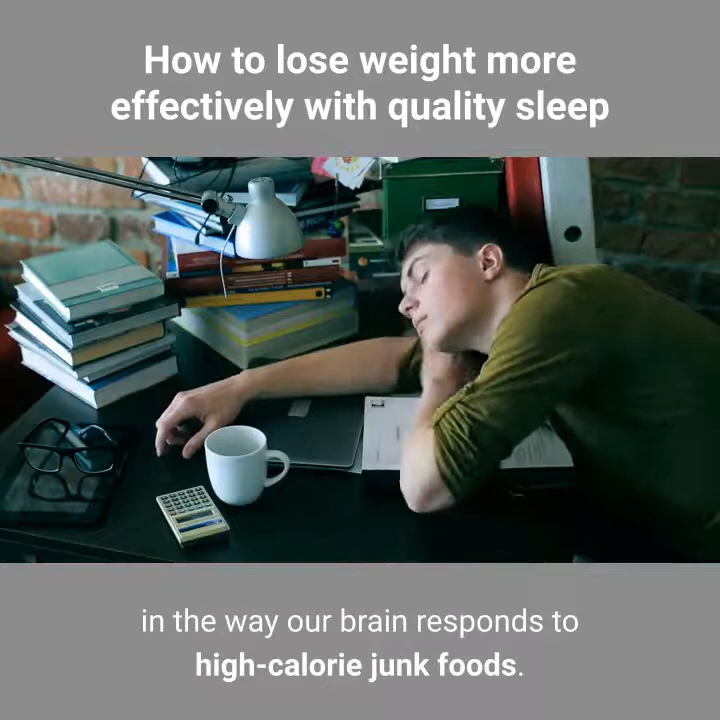 How to lose weight more
effectively with quality sleep
in the way our brain responds to
high-calorie junk foods.